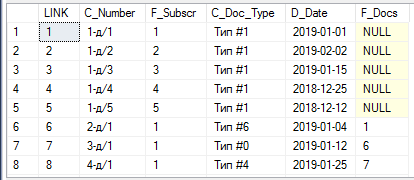 LINK C_Number F_Subscr C_Doc_Type D_Date F_Docs
1 1 1-д/1 1 Тип #1 2019-01-01 NULL
2 2 1-д/2 2 Тип #1 2019-02-02 NULL
3 3 1-д/3 3 Тип #1 2019-01-15 NULL
4 4 1-д/4 4 Тип #1 2018-12-25 NULL
5 5 1-д/5 5 Тип #1 2018-12-12 NULL
6 6 2-д/1 1 Тип #6 2019-01-04 1
7 7 3-д/1 1 Тип #0 2019-01-12 6
8 8 4-д/1 1 Тип #4 2019-01-25 7